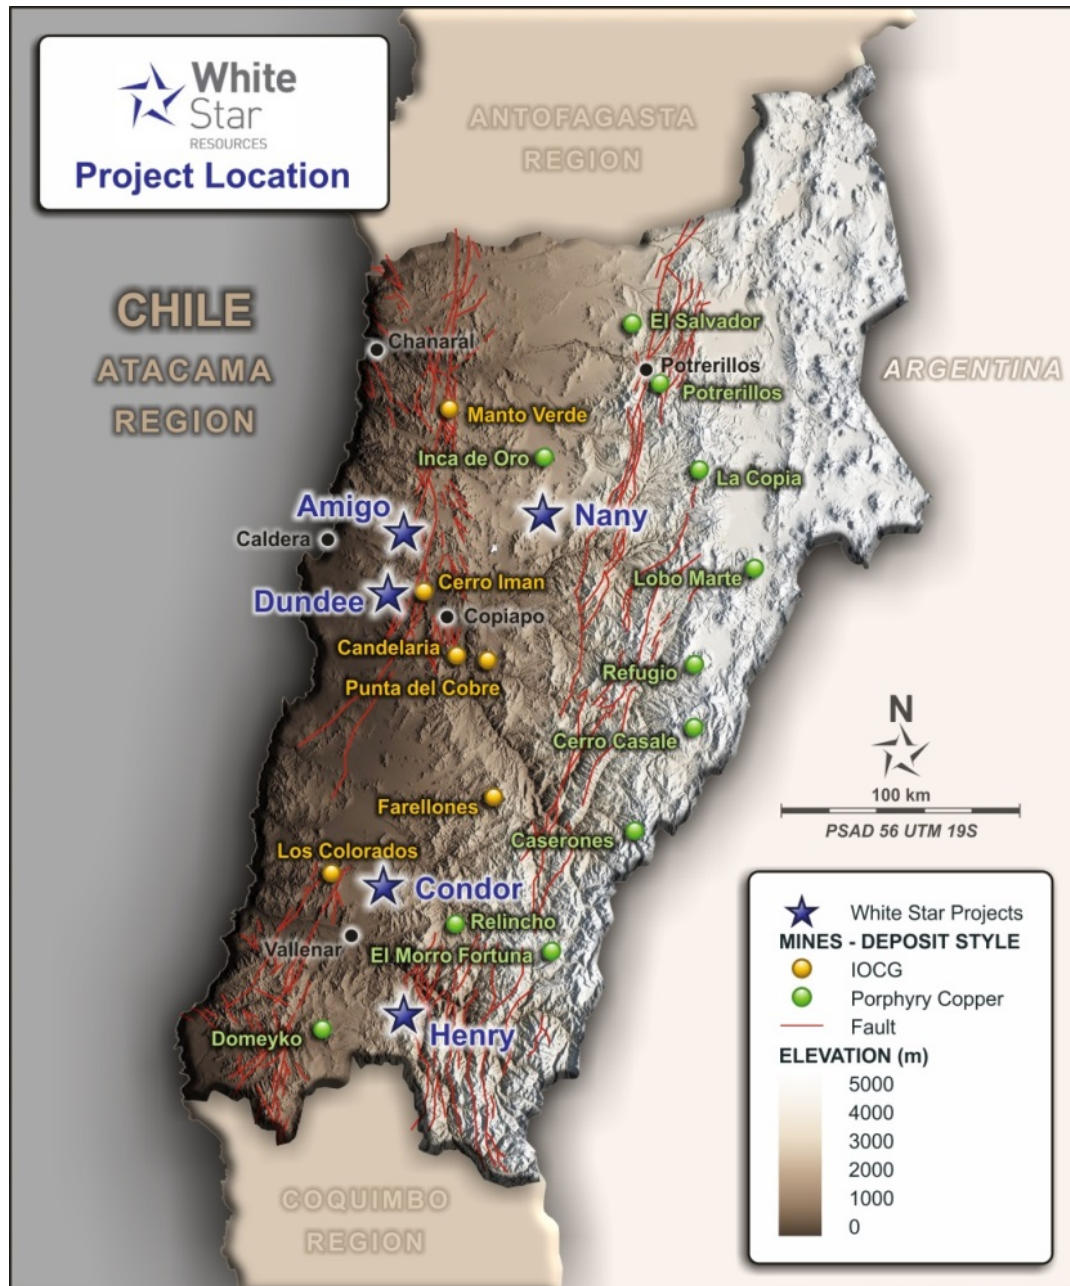 White
Star
RESOURCES
Project Location
ANTOFAGASTA
REGION
CHILE
ATACAMA
REGION
ARGENTINA
El Salvador
Chanaral
Potrerillos
Potrerillos
Manto Verde
Inca de Oro
La Copia
Amigo
Nany
Caldera
Lobo Marte
Cerro Iman
Dundee
Copiapo
Candelaria
Refugio
Punta del Cobre
Cerro Casale
N
100 km
PSAD 56 UTM 19S
Farellones
Caserones
Los Colorados
Condor
Relincho
Vallenar
El Morro Fortuna
Henry
Domeyko
COQUIMBO
REGION
White Star Projects
MINES - DEPOSIT STYLE
IOCG
Porphyry Copper
Fault
ELEVATION (m)
5000
4000
3000
2000
1000
0